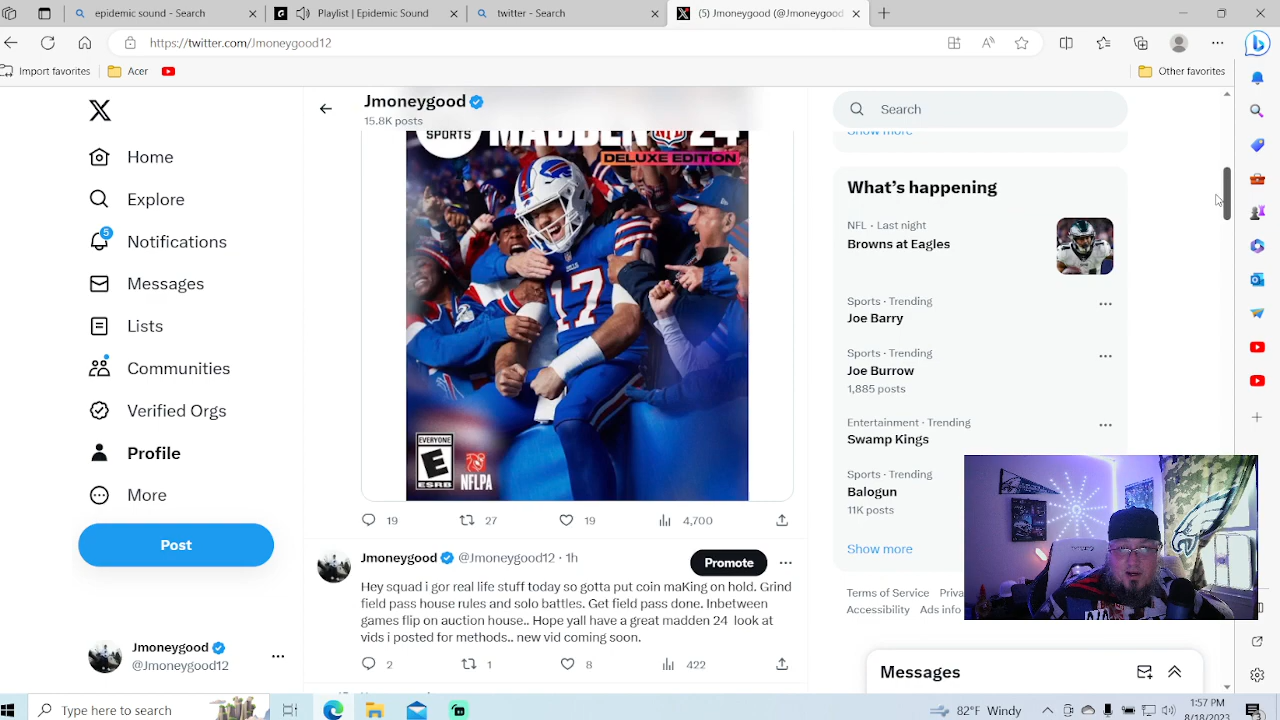 epidemic sound - Search
Playlist | Epidemic Sound
twitter - Search
(5) Jmoneygood (@Jmoneygood
https://twitter.com/Jmoneygood12
Import favorites
Acer
Other favorites
Home
Explore
5
Notifications
Messages
Lists
Communities
Verified Orgs
Profile
More
Post
Jmoneygood
@Jmoneygood12
Jmoneygood
15.8K posts
SPORTS
MADDEN 24
DELUXE EDITION
BILLS
17
EVERYONE
E
ESRB
NFLPA
19
27
19
4,700
Jmoneygood @Jmoneygood12 · 1h
Promote
Hey squad i gor real life stuff today so gotta put coin maKing on hold. Grind
field pass house rules and solo battles. Get field pass done. Inbetween
games flip on auction house.. Hope yall have a great madden 24 look at
vids i posted for methods.. new vid coming soon.
2
1
8
422
Search
Show more
What's happening
NFL · Last night
Browns at Eagles
Sports · Trending
Joe Barry
Sports · Trending
Joe Burrow
1,885 posts
Entertainment · Trending
Swamp Kings
Sports · Trending
Balogun
11K posts
Show more
Terms of Service Priva
Accessibility Ads info
Messages
Type here to search
82°F Windy
1:57 PM
8/18/2023